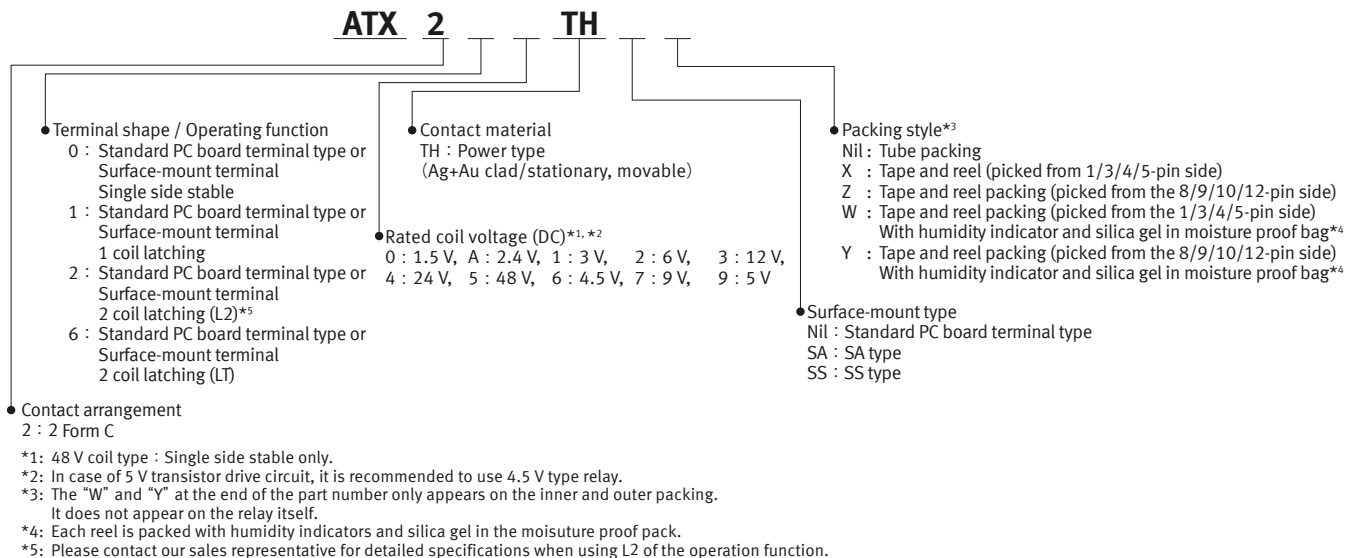 ATX 2 _ _ TH _ _
Terminal shape / Operating function
0 : Standard PC board terminal type or
Surface-mount terminal
Single side stable
1 : Standard PC board terminal type or
Surface-mount terminal
1 coil latching
2 : Standard PC board terminal type or
Surface-mount terminal
2 coil latching (L2)*5
6 : Standard PC board terminal type or
Surface-mount terminal
2 coil latching (LT)
Contact arrangement
2 : 2 Form C
Contact material
TH : Power type
(Ag+Au clad/stationary, movable)
Rated coil voltage (DC)*1, *2
0 : 1.5 V, A : 2.4 V, 1 : 3 V, 2 : 6 V, 3 : 12 V,
4 : 24 V, 5 : 48 V, 6 : 4.5 V, 7 : 9 V, 9 : 5 V
Packing style*3
Nil : Tube packing
X : Tape and reel (picked from 1/3/4/5-pin side)
Z : Tape and reel packing (picked from the 8/9/10/12-pin side)
W : Tape and reel packing (picked from the 1/3/4/5-pin side)
With humidity indicator and silica gel in moisture proof bag*4
Y : Tape and reel packing (picked from the 8/9/10/12-pin side)
With humidity indicator and silica gel in moisture proof bag*4
Surface-mount type
Nil : Standard PC board terminal type
SA : SA type
SS : SS type
*1: 48 V coil type : Single side stable only.
*2: In case of 5 V transistor drive circuit, it is recommended to use 4.5 V type relay.
*3: The "W" and "Y" at the end of the part number only appears on the inner and outer packing.
It does not appear on the relay itself.
*4: Each reel is packed with humidity indicators and silica gel in the moisuture proof pack.
*5: Please contact our sales representative for detailed specifications when using L2 of the operation function.